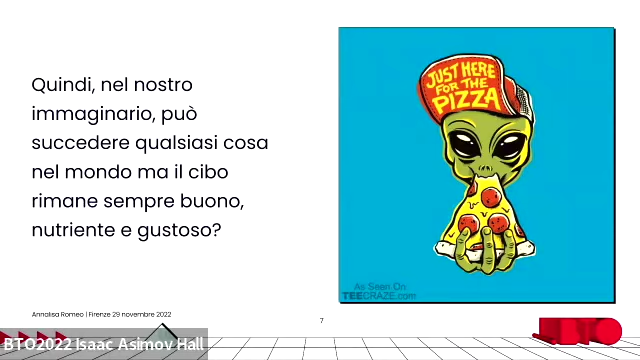 Quindi, nel nostro
immaginario, può
succedere qualsiasi cosa
nel mondo ma il cibo
rimane sempre buono,
nutriente e gustoso?
JUST HERE
FOR THE
PIZZA
As Seen On
TEECRAZE.com
Annalisa Romeo | Firenze 29 novembre 2022
7
BTO2022 Isaac Asimov Hall
BTO